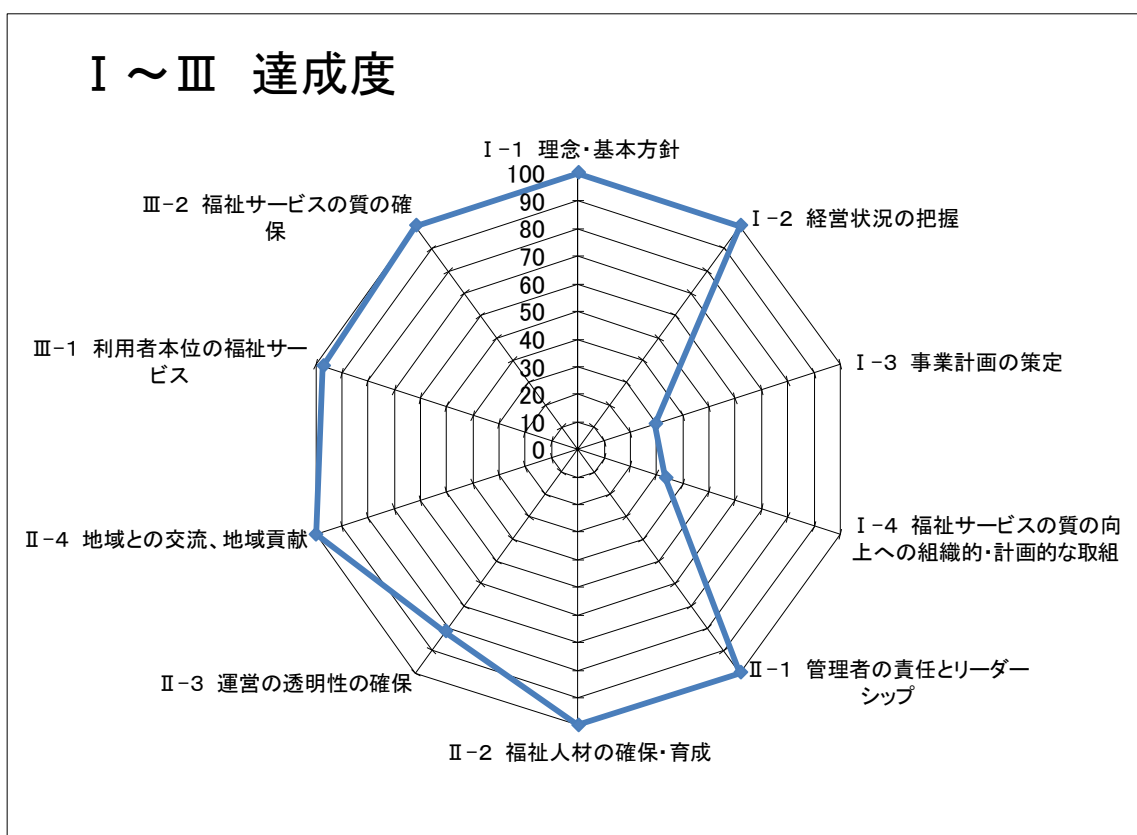 Ⅰ～Ⅲ 達成度
Ⅰ-1 理念・基本方針
100
90
80
70
60
50
40
30
20
10
0
Ⅰ-2 経営状況の把握
Ⅰ-3 事業計画の策定
Ⅰ-4 福祉サービスの質の向
上への組織的・計画的な取組
Ⅱ-1 管理者の責任とリーダー
シップ
Ⅱ-2 福祉人材の確保・育成
Ⅱ-3 運営の透明性の確保
Ⅱ-4 地域との交流、地域貢献
Ⅲ-1 利用者本位の福祉サー
ビス
Ⅲ-2 福祉サービスの質の確
保